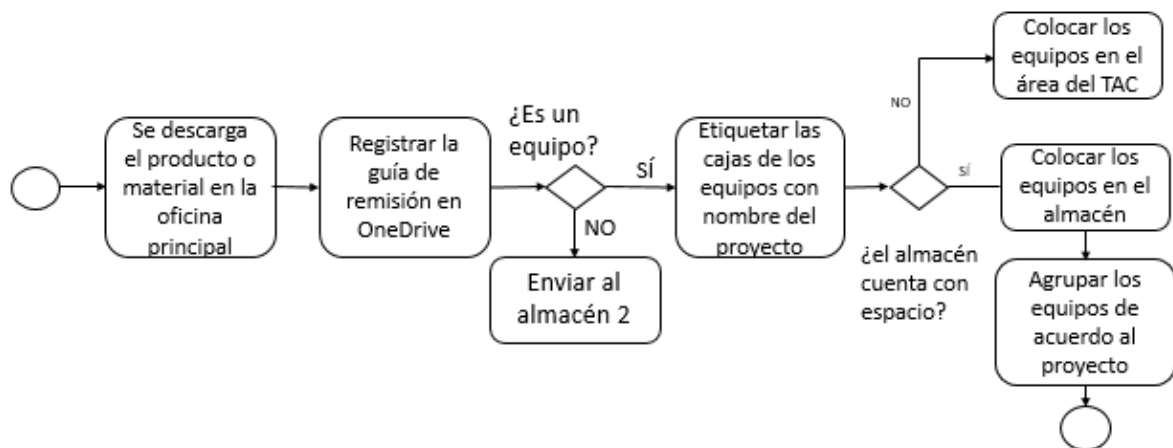 Se descarga
el producto o
material en la
oficina
principal
Registrar la
guía de
remisión en
OneDrive
¿Es un
equipo?
SÍ
NO
Enviar al
almacén 2
Etiquetar las
cajas de los
equipos con
nombre del
proyecto
¿el almacén
cuenta con
espacio?
NO
Colocar los
equipos en el
área del TAC
SÍ
Colocar los
equipos en el
almacén
Agrupar los
equipos de
acuerdo al
proyecto